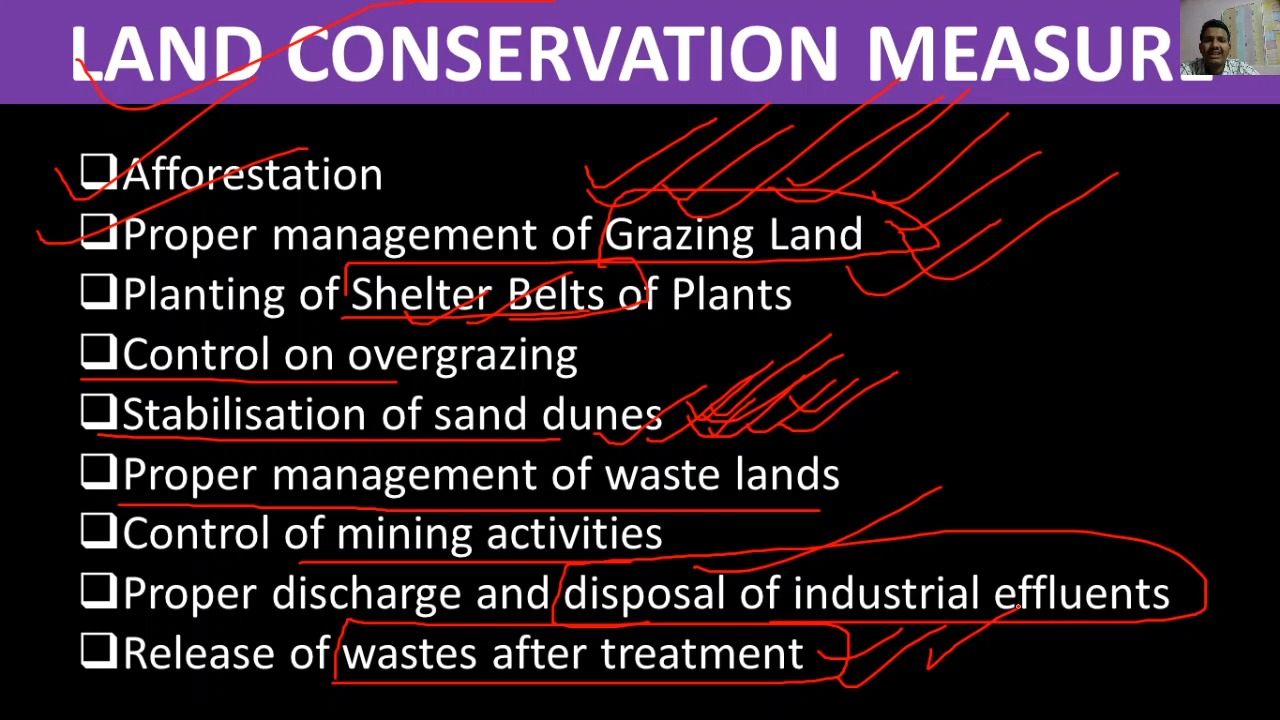 LAND CONSERVATION MEASURE
❑Afforestation
❑Proper management of Grazing Land
❑Planting of Shelter Belts of Plants
❑Control on overgrazing
❑Stabilisation of sand dunes
❑Proper management of waste lands
❑Control of mining activities
❑Proper discharge and disposal of industrial effluents
❑Release of wastes after treatment